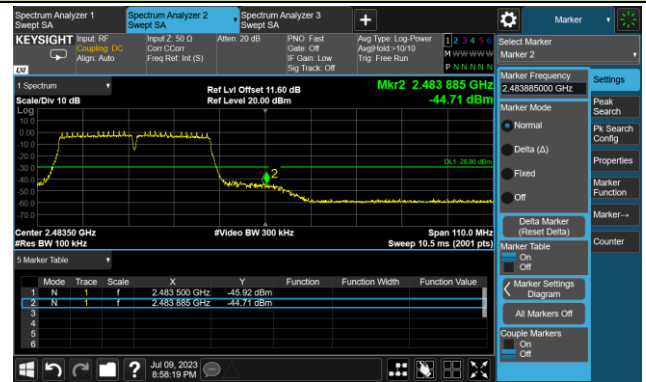 Spectrum Analyzer 1
Swept SA
Spectrum Analyzer 2
Swept SA
Spectrum Analyzer 3
Swept SA
+
Marker
KEYSIGHT
Input: RF
Coupling: DC
Align: Auto
Input Z: 50 Ω
Corr CCorr
Freq Ref: Int (S)
Atten: 20 dB
PNO: Fast
Gate: Off
IF Gain: Low
Sig Track: Off
Avg Type: Log-Power
Avg|Hold:>10/10
Trig: Free Run
1 2 3 4 5 6
M W W W W W
P N N N N N
LXI
Select Marker
Marker 2
1 Spectrum
Scale/Div 10 dB
Log
Ref Lvl Offset 11.60 dB
Ref Level 20.00 dBm
Mkr2 2.483 885 GHz
-44.71 dBm
10.0
0.00
-10.0
-20.0
-30.0
-40.0
-50.0
-60.0
-70.0
2
Center 2.48350 GHz
#Res BW 100 kHz
#Video BW 300 kHz
Span 110.0 MHz
Sweep 10.5 ms (2001 pts)
5 Marker Table
Mode Trace Scale X Y Function Function Width Function Value
1 N 1 f 2.483 500 GHz -45.92 dBm
2 N 1 f 2.483 885 GHz -44.71 dBm
3
4
5
6
Marker Frequency
2.483885000 GHz
Marker Mode
Normal
Delta (Δ)
Fixed
Off
Delta Marker
(Reset Delta)
Marker Table
On
Off
Marker Settings
Diagram
All Markers Off
Couple Markers
On
Off
Settings
Peak
Search
Pk Search
Config
Properties
Marker
Function
Marker→
Counter
?
Jul 09, 2023
8:58:19 PM